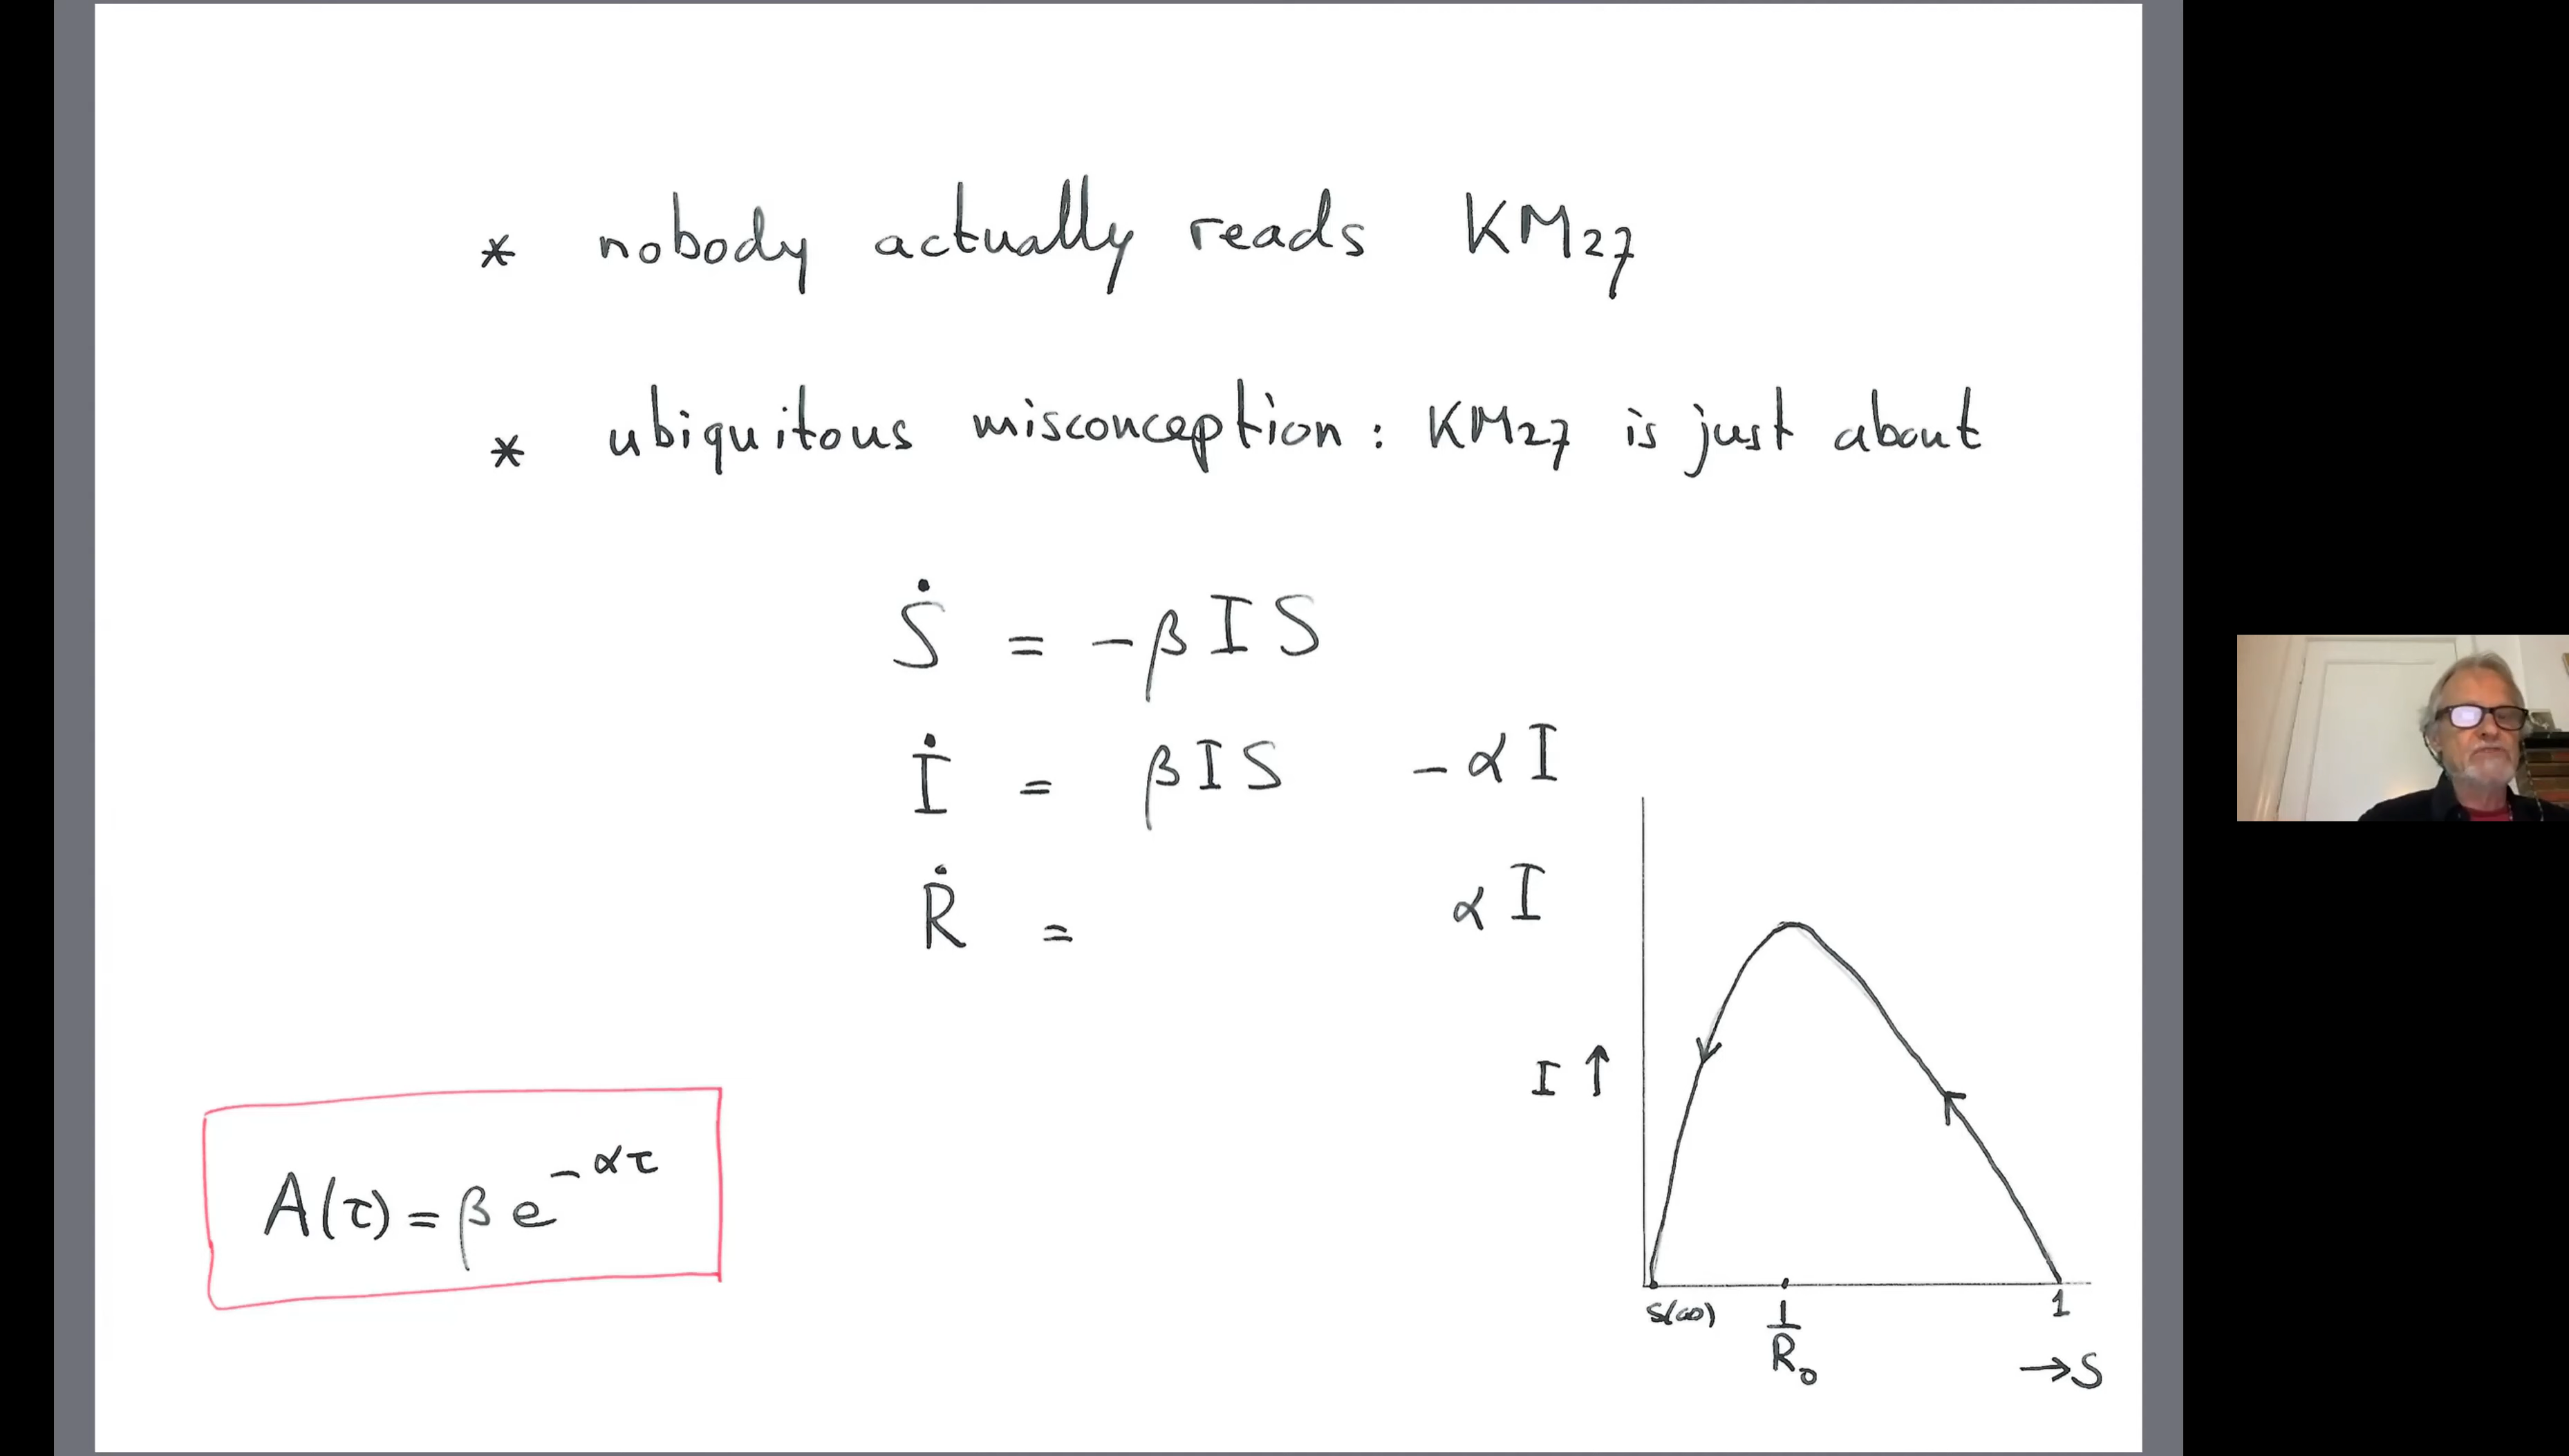 * nobody actually reads KM27
* ubiquitous misconception: KM27 is just about
Ṡ = -βIS
İ = βIS - αI
Ṙ = αI
A(τ) = βe^{-ατ}
I ↑
S(∞)
1/R₀
1
→S